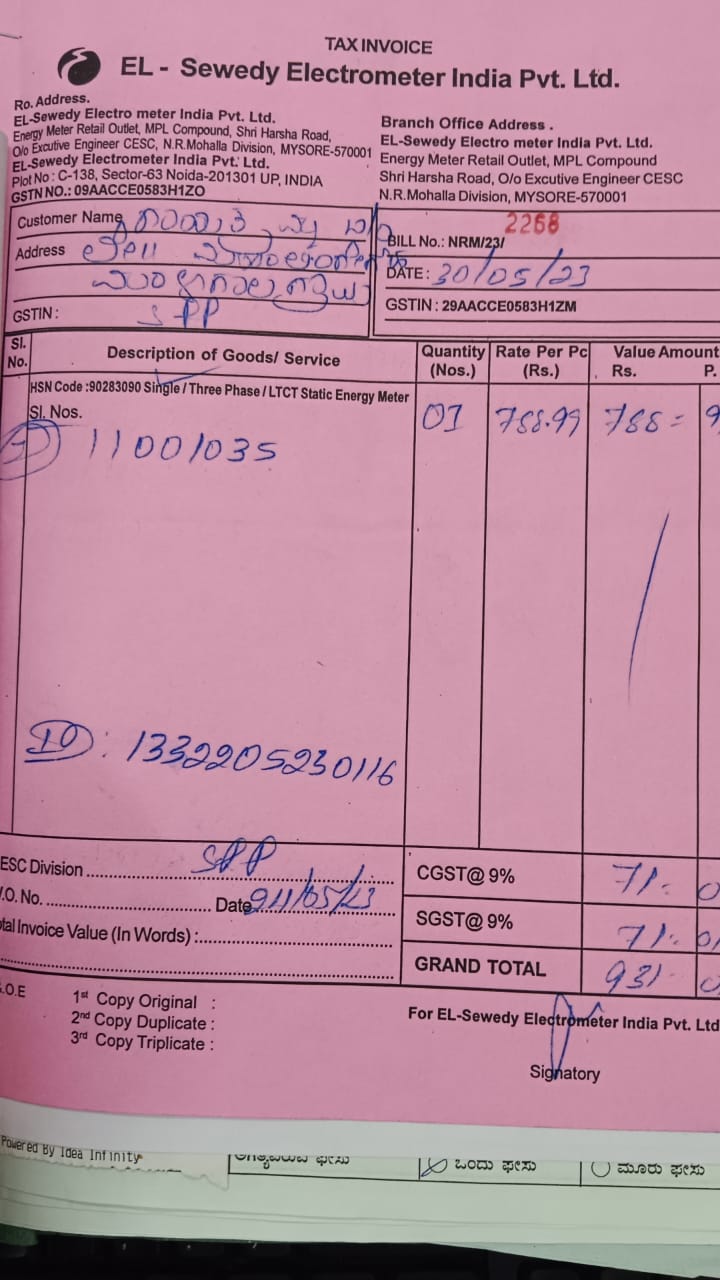 TAX INVOICE
EL - Sewedy Electrometer India Pvt. Ltd.
Ro. Address.
EL-Sewedy Electro meter India Pvt. Ltd.
Energy Meter Retail Outlet, MPL Compound, Shri Harsha Road,
O/o Excutive Engineer CESC, N.R.Mohalla Division, MYSORE-570001
EL-Sewedy Electrometer India Pvt. Ltd.
Plot No : C-138, Sector-63 Noida-201301 UP, INDIA
GSTN NO.: 09AACCE0583H1ZO
Branch Office Address .
EL-Sewedy Electro meter India Pvt. Ltd.
Energy Meter Retail Outlet, MPL Compound
Shri Harsha Road, O/o Excutive Engineer CESC
N.R.Mohalla Division, MYSORE-570001
Customer Name
Address
GSTIN : SPP
2268
BILL No.: NRM/23/
DATE : 30/05/23
GSTIN : 29AACCE0583H1ZM
Sl. No. Description of Goods/ Service Quantity (Nos.) Rate Per Pc (Rs.) Value Amount Rs. P.
HSN Code :90283090 Single / Three Phase / LTCT Static Energy Meter
Sl. Nos. 01 788.99 788 = 9
11001035
ID : 1332205230116
ESC Division SPP
.O. No. Date /05/23
tal Invoice Value (In Words) :
CGST@ 9% 71. 0
SGST@ 9% 71. 01
GRAND TOTAL 931 0
.O.E
1st Copy Original :
2nd Copy Duplicate :
3rd Copy Triplicate :
For EL-Sewedy Electrometer India Pvt. Ltd
Signatory
Powered By Idea Infinity
ಒಂದು ಫೇಸು
ಮೂರು ಫೇಸು